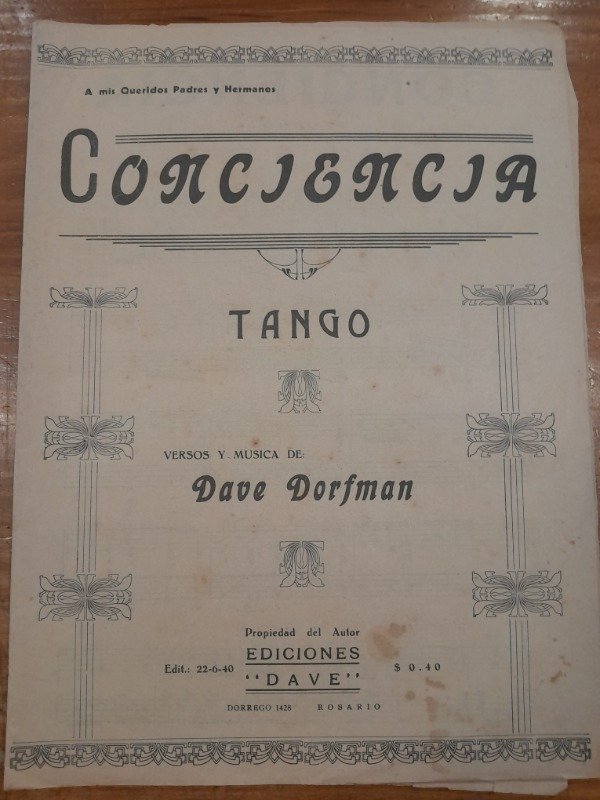 A mis Queridos Padres y Hermanos
CONCIENCIA
TANGO
VERSOS Y MUSICA DE:
Dave Dorfman
Propiedad del Autor
Edit.: 22-6-40 EDICIONES $ 0.40
"DAVE"
DORREGO 1428 ROSARIO